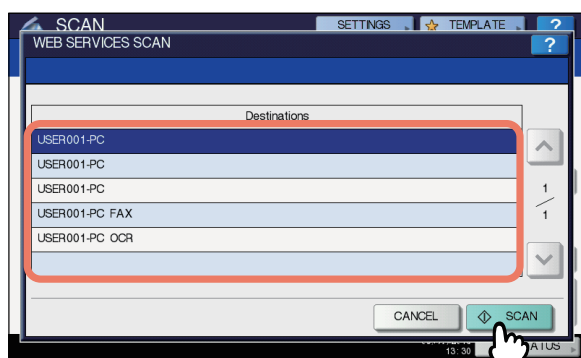 SCAN
SETTINGS
TEMPLATE
?
WEB SERVICES SCAN
?
Destinations
USER001-PC
USER001-PC
USER001-PC
USER001-PC FAX
USER001-PC OCR
1
1
CANCEL
SCAN
13:30